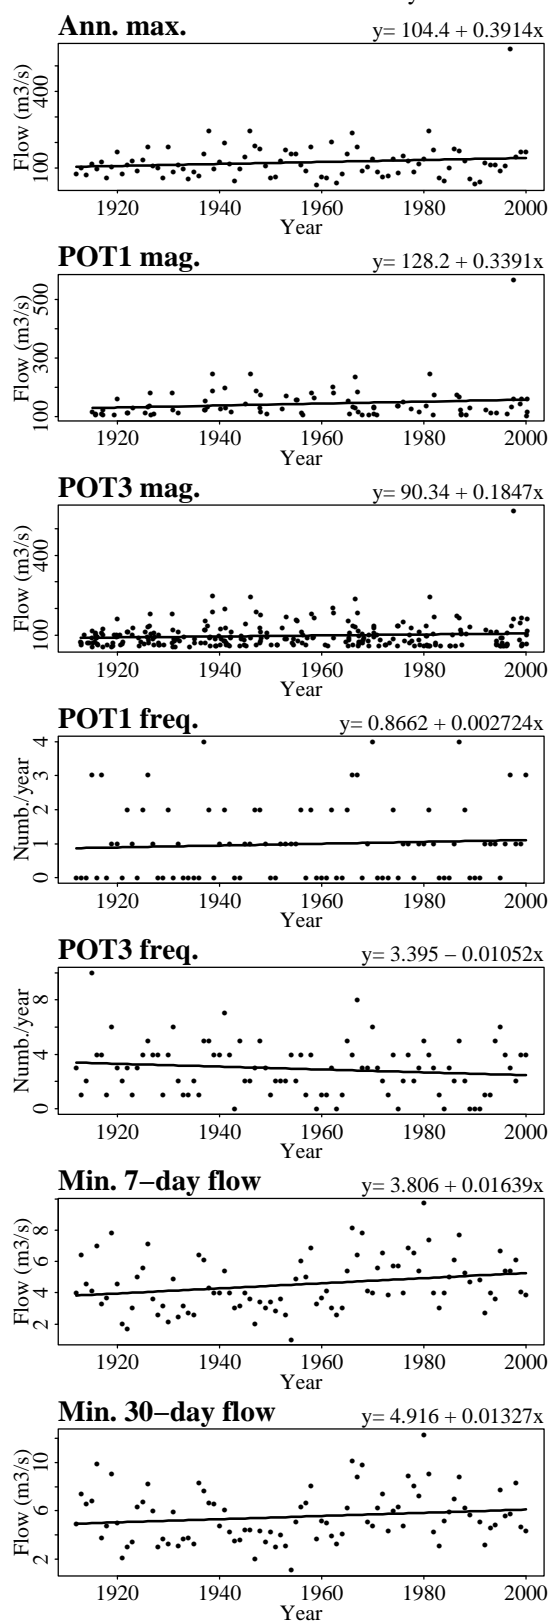 Ann. max. y= 104.4 + 0.3914x
400
100
Flow (m3/s)
1920 1940 1960 1980 2000
Year
POT1 mag. y= 128.2 + 0.3391x
500
300
100
Flow (m3/s)
1920 1940 1960 1980 2000
Year
POT3 mag. y= 90.34 + 0.1847x
400
100
Flow (m3/s)
1920 1940 1960 1980 2000
Year
POT1 freq. y= 0.8662 + 0.002724x
4
3
2
1
0
Numb./year
1920 1940 1960 1980 2000
Year
POT3 freq. y= 3.395 − 0.01052x
8
4
0
Numb./year
1920 1940 1960 1980 2000
Year
Min. 7−day flow y= 3.806 + 0.01639x
8
6
4
2
Flow (m3/s)
1920 1940 1960 1980 2000
Year
Min. 30−day flow y= 4.916 + 0.01327x
10
6
2
Flow (m3/s)
1920 1940 1960 1980 2000
Year